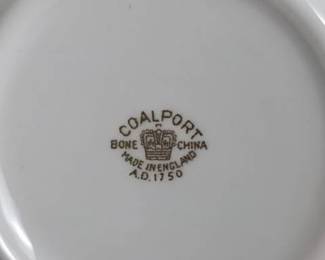 COALPORT
BONE CHINA
MADE IN ENGLAND
A.D. 1750